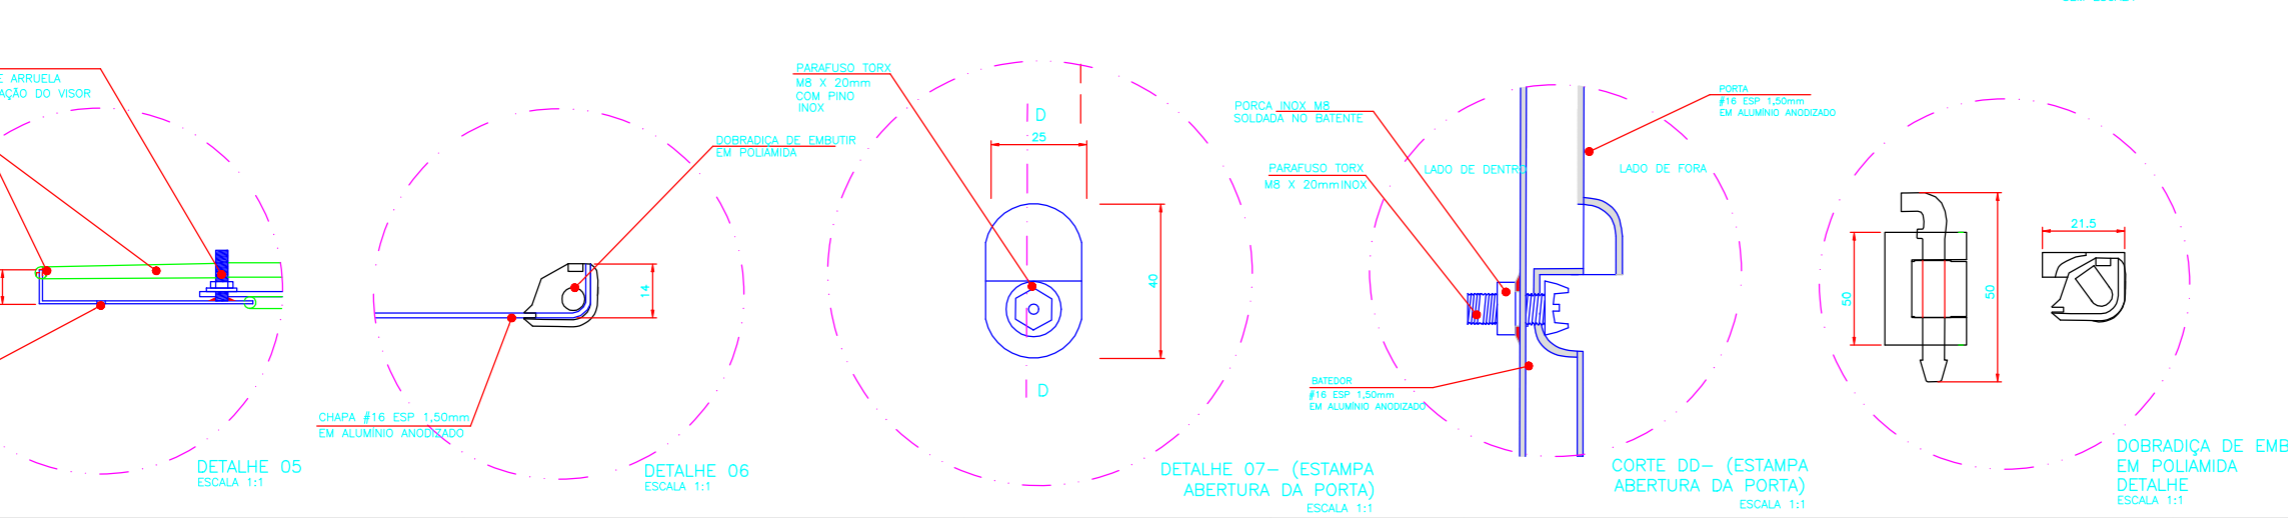 ARRUELA
DO VISOR
DETALHE 05
ESCALA 1:1
CHAPA #16 ESP 1,50mm
EM ALUMÍNIO ANODIZADO
DOBRADIÇA DE EMBUTIR
EM POLIAMIDA
14
DETALHE 06
ESCALA 1:1
PARAFUSO TORX
M8 X 20mm
COM PINO
INOX
D
25
40
D
DETALHE 07- (ESTAMPA
ABERTURA DA PORTA)
ESCALA 1:1
PORCA INOX M8
SOLDADA NO BATENTE
PARAFUSO TORX
M8 X 20mm INOX
LADO DE DENTRO
LADO DE FORA
PORTA
#16 ESP 1,50mm
EM ALUMÍNIO ANODIZADO
BATEDOR
#16 ESP 1,50mm
EM ALUMÍNIO ANODIZADO
CORTE DD- (ESTAMPA
ABERTURA DA PORTA)
ESCALA 1:1
50
50
21.5
DOBRADIÇA DE EMB
EM POLIAMIDA
DETALHE
ESCALA 1:1